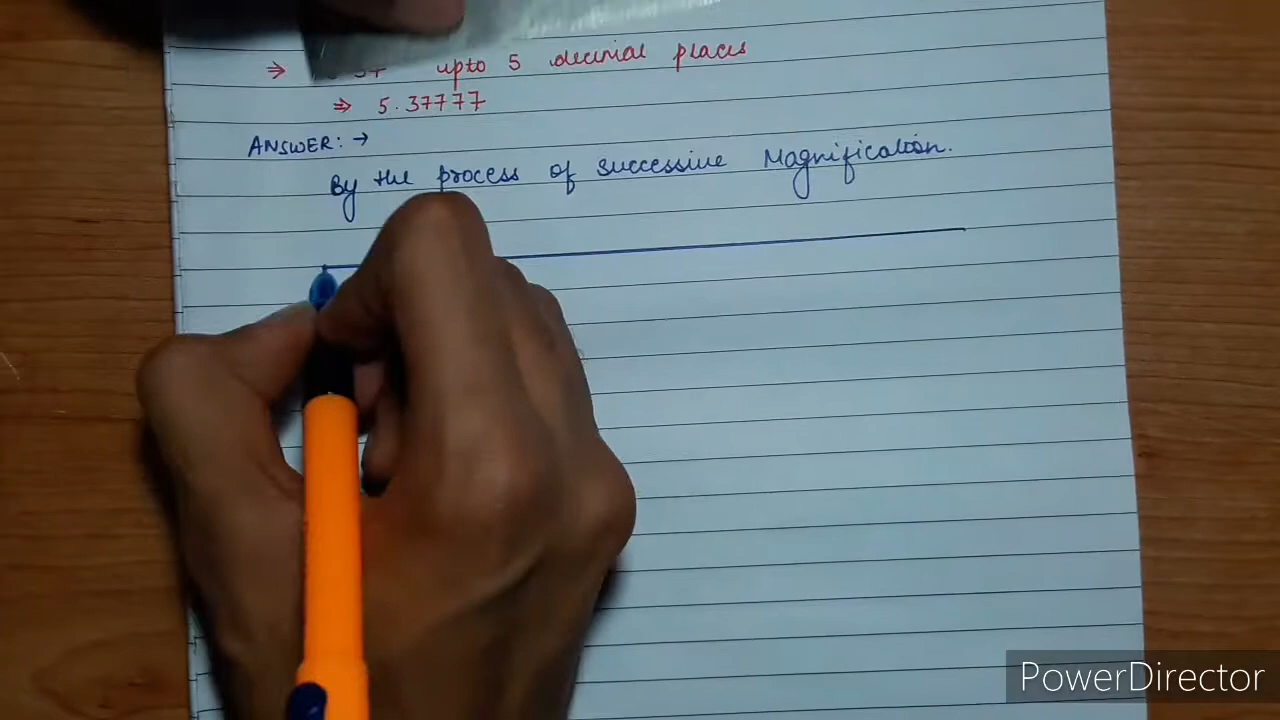 ⇒ upto 5 decimal places
⇒ 5.37777
ANSWER: →
By the process of successive Magnification.
PowerDirector